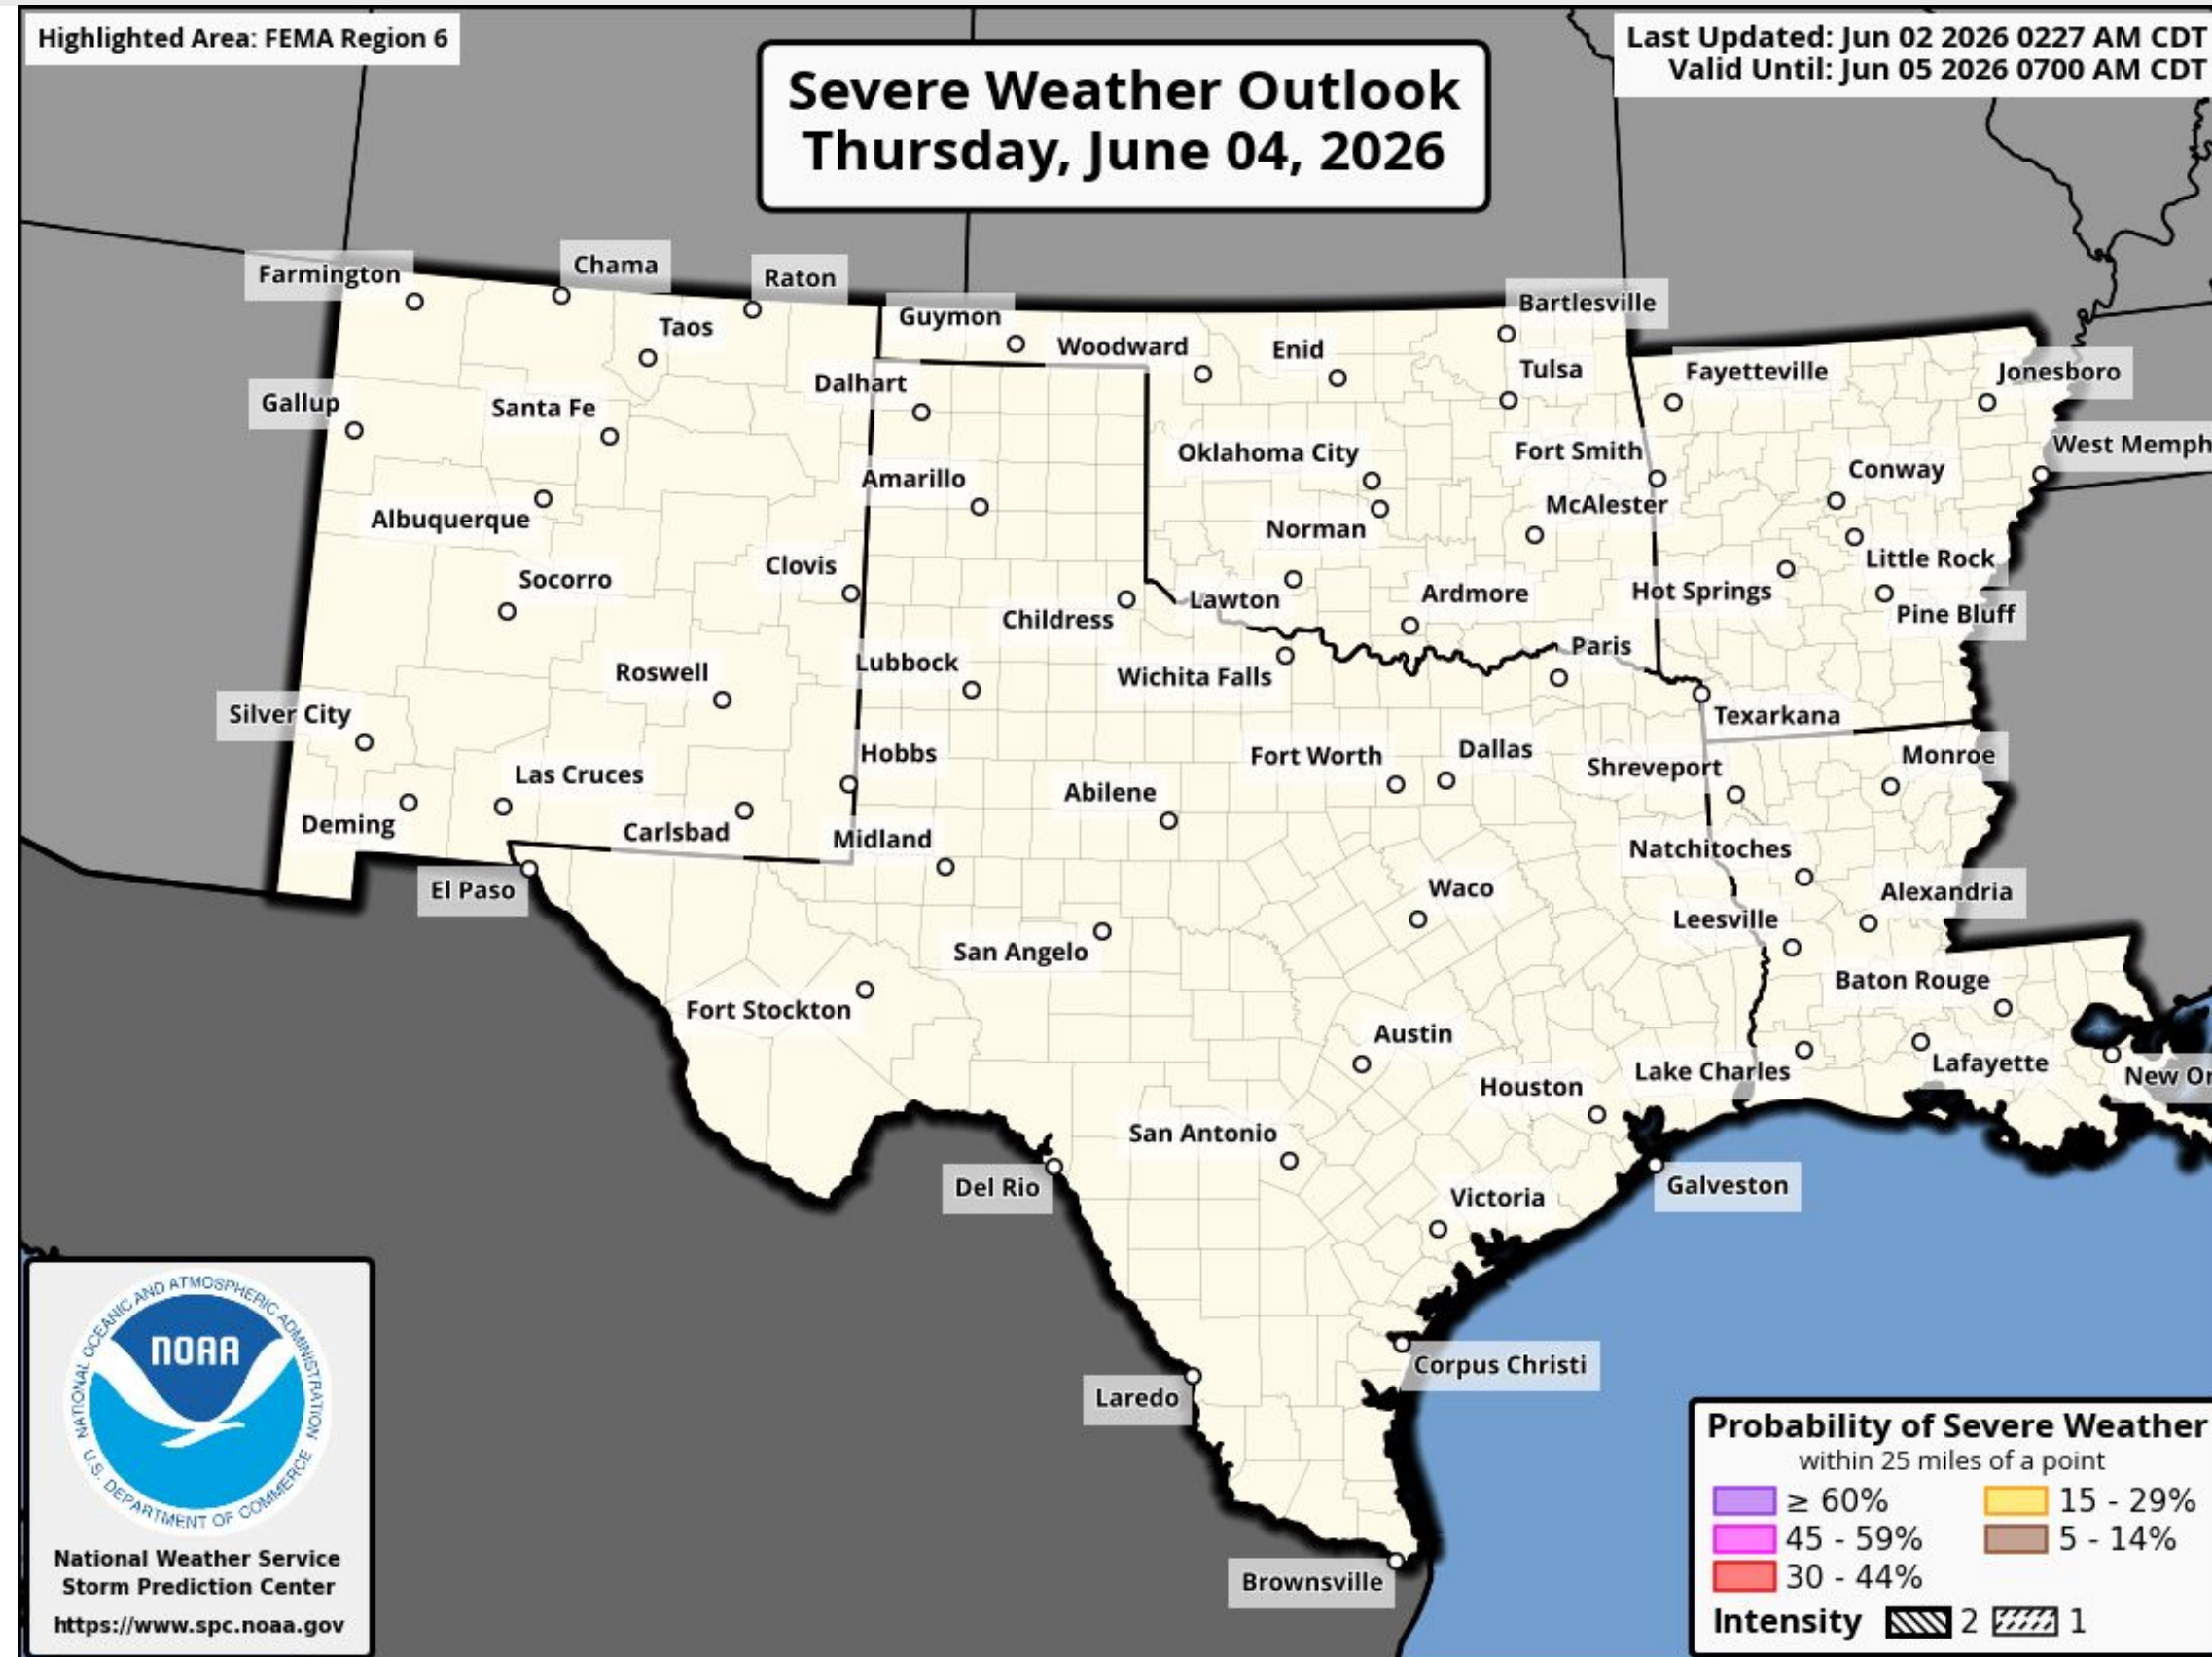 Highlighted Area: FEMA Region 6
Last Updated: Jun 02 2026 0227 AM CDT
Valid Until: Jun 05 2026 0700 AM CDT
Severe Weather Outlook
Thursday, June 04, 2026
Farmington
Chama
Raton
Guymon
Bartlesville
Taos
Woodward
Enid
Tulsa
Fayetteville
Jonesboro
Dalhart
Gallup
Santa Fe
Oklahoma City
Fort Smith
West Memph
Conway
Amarillo
McAlester
Albuquerque
Norman
Little Rock
Clovis
Socorro
Hot Springs
Ardmore
Lawton
Pine Bluff
Childress
Paris
Lubbock
Roswell
Wichita Falls
Silver City
Texarkana
Hobbs
Dallas
Fort Worth
Monroe
Shreveport
Las Cruces
Abilene
Deming
Carlsbad
Midland
Natchitoches
El Paso
Waco
Alexandria
Leesville
San Angelo
Baton Rouge
Fort Stockton
Austin
Lafayette
Lake Charles
New Or
Houston
San Antonio
Del Rio
Galveston
Victoria
Corpus Christi
Laredo
Brownsville
NATIONAL OCEANIC AND ATMOSPHERIC ADMINISTRATION
NOAA
U.S. DEPARTMENT OF COMMERCE
National Weather Service
Storm Prediction Center
https://www.spc.noaa.gov
Probability of Severe Weather
within 25 miles of a point
≥ 60% 15 - 29%
45 - 59% 5 - 14%
30 - 44%
Intensity 2 1